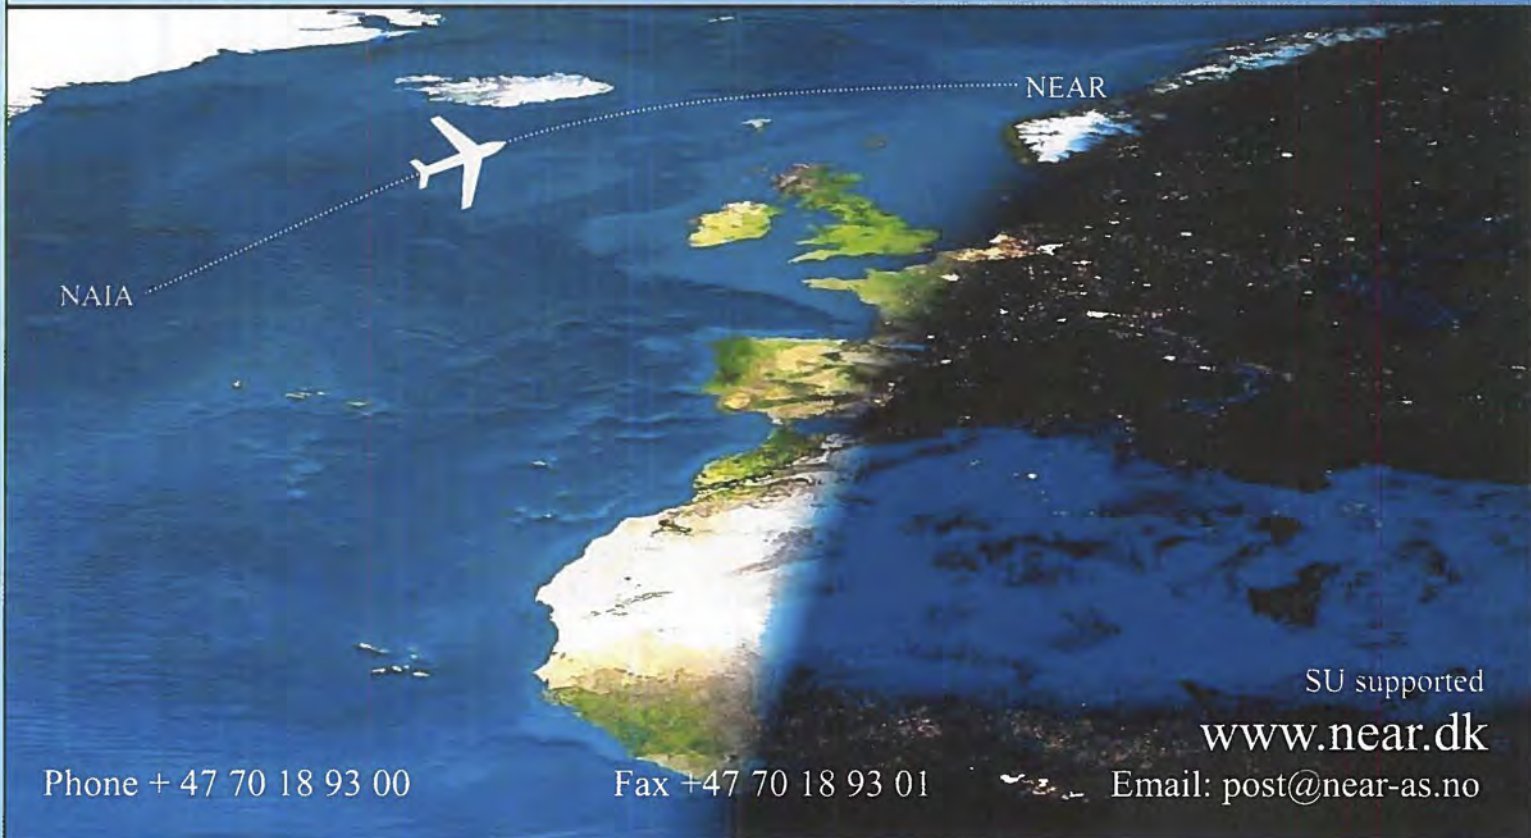 NEAR
NAIA
SU supported
www.near.dk
Phone + 47 70 18 93 00
Fax +47 70 18 93 01
Email: post@near-as.no